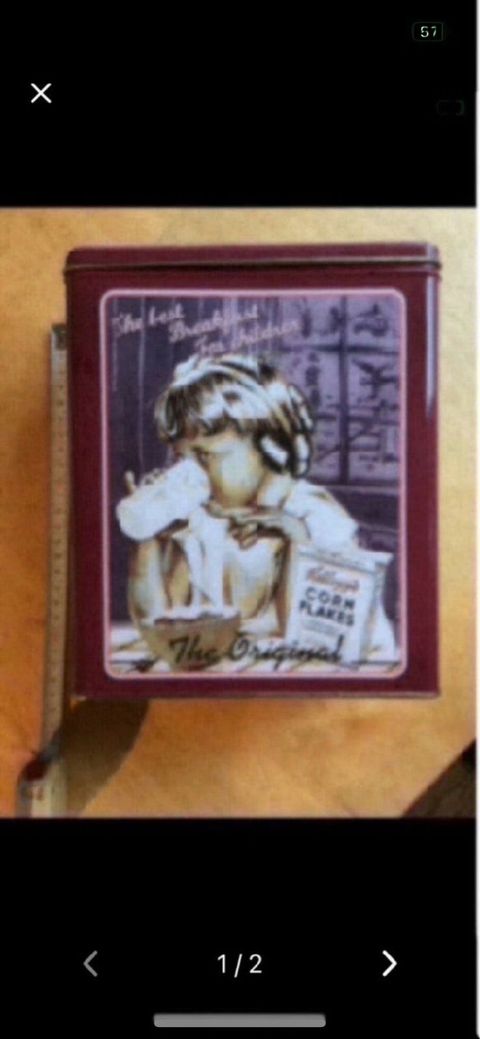 57
The best
Breakfast
For children
Kellogg's
CORN
FLAKES
The Original
1/2